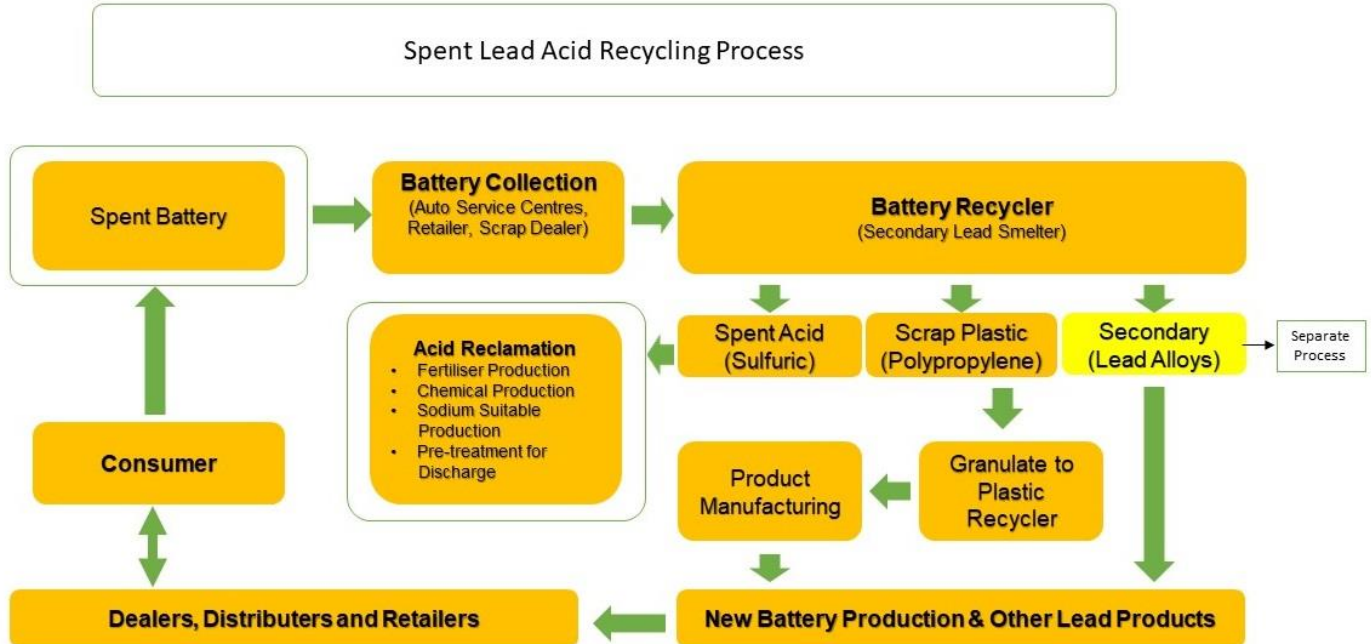 Spent Lead Acid Recycling Process
Spent Battery
Battery Collection
(Auto Service Centres,
Retailer, Scrap Dealer)
Battery Recycler
(Secondary Lead Smelter)
Spent Acid
(Sulfuric)
Scrap Plastic
(Polypropylene)
Secondary
(Lead Alloys)
Separate
Process
Acid Reclamation
• Fertiliser Production
• Chemical Production
• Sodium Suitable
Production
• Pre-treatment for
Discharge
Consumer
Product
Manufacturing
Granulate to
Plastic
Recycler
Dealers, Distributers and Retailers
New Battery Production & Other Lead Products